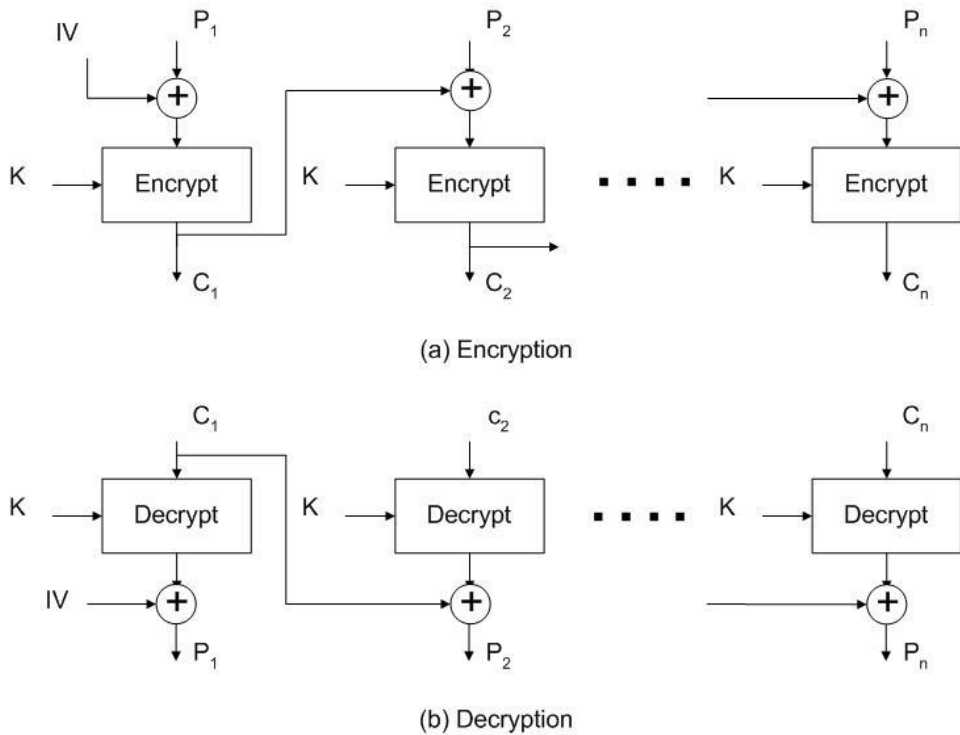 IV P₁ P₂ Pₙ
+ + +
K Encrypt K Encrypt K Encrypt
C₁ C₂ Cₙ
(a) Encryption
C₁ c₂ Cₙ
K Decrypt K Decrypt K Decrypt
IV + + +
P₁ P₂ Pₙ
(b) Decryption